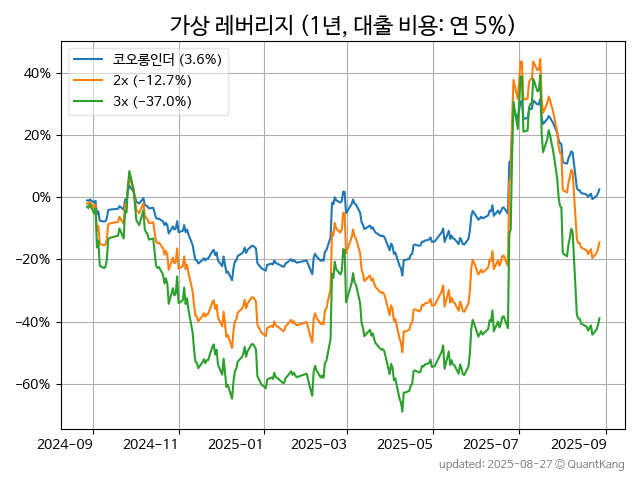 가상 레버리지 (1년, 대출 비용: 연 5%)
코오롱인더 (3.6%)
2x (-12.7%)
3x (-37.0%)
40%
20%
0%
-20%
-40%
-60%
2024-09 2024-11 2025-01 2025-03 2025-05 2025-07 2025-09
updated: 2025-08-27 © QuantKang